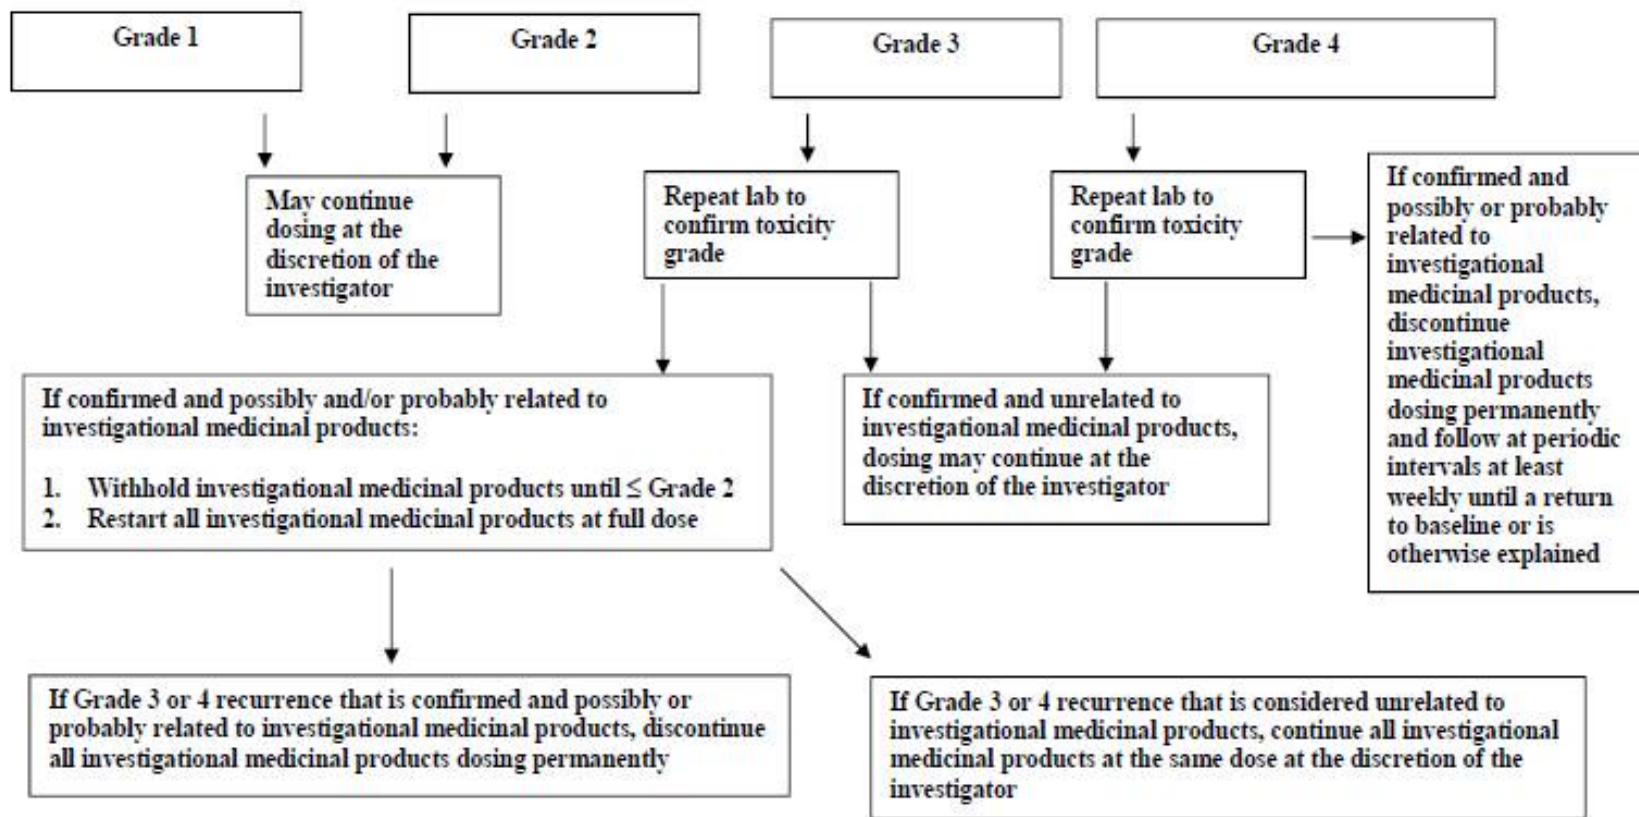 Grade 1
Grade 2
Grade 3
Grade 4
May continue
dosing at the
discretion of the
investigator
Repeat lab to
confirm toxicity
grade
Repeat lab to
confirm toxicity
grade
If confirmed and
possibly or probably
related to
investigational
medicinal products,
discontinue
investigational
medicinal products
dosing permanently
and follow at periodic
intervals at least
weekly until a return
to baseline or is
otherwise explained
If confirmed and possibly and/or probably related to
investigational medicinal products:
1. Withhold investigational medicinal products until ≤ Grade 2
2. Restart all investigational medicinal products at full dose
If confirmed and unrelated to
investigational medicinal products,
dosing may continue at the
discretion of the investigator
If Grade 3 or 4 recurrence that is confirmed and possibly or
probably related to investigational medicinal products, discontinue
all investigational medicinal products dosing permanently
If Grade 3 or 4 recurrence that is considered unrelated to
investigational medicinal products, continue all investigational
medicinal products at the same dose at the discretion of the
investigator